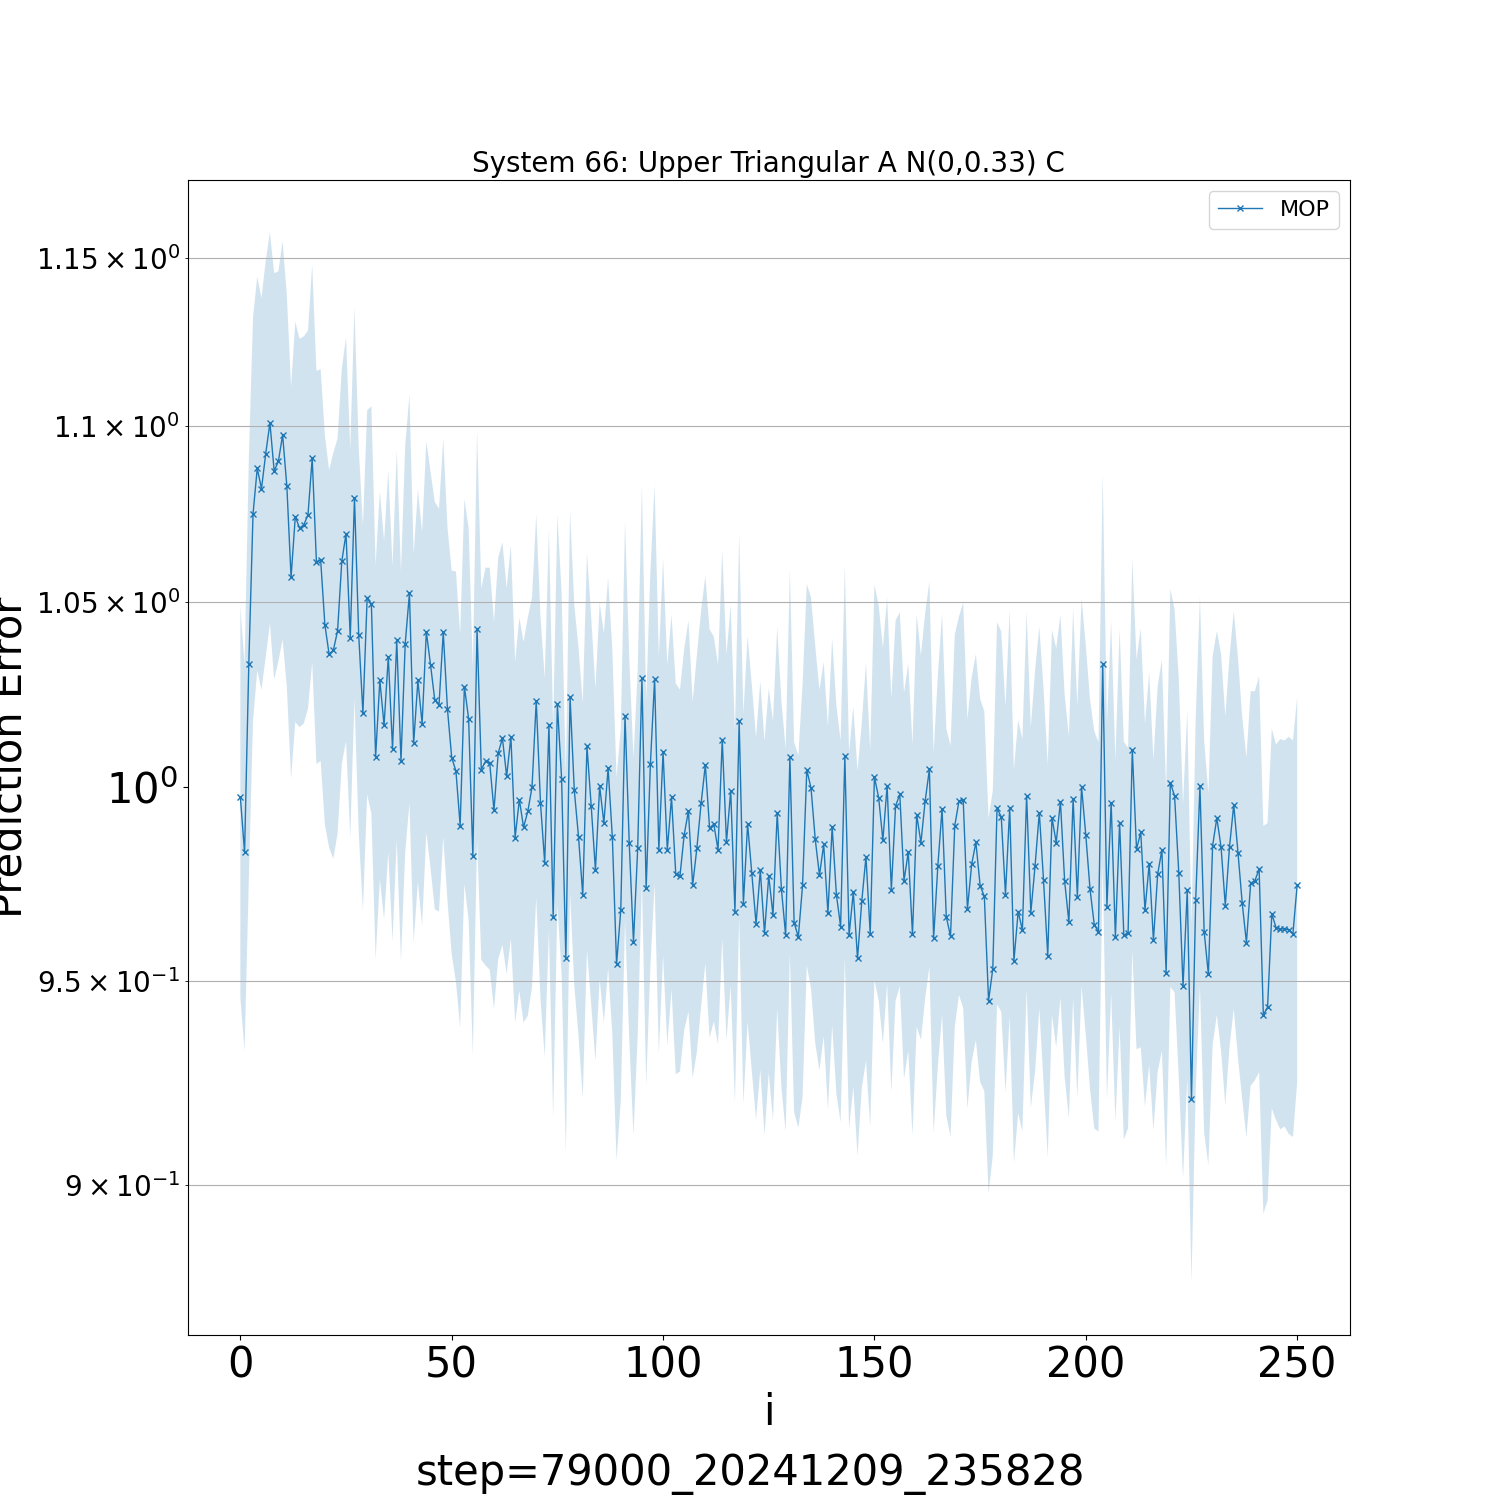 System 66: Upper Triangular A N(0,0.33) C
MOP
1.15 × 10⁰
1.1 × 10⁰
1.05 × 10⁰
10⁰
9.5 × 10⁻¹
9 × 10⁻¹
Prediction Error
0 50 100 150 200 250
i
step=79000_20241209_235828